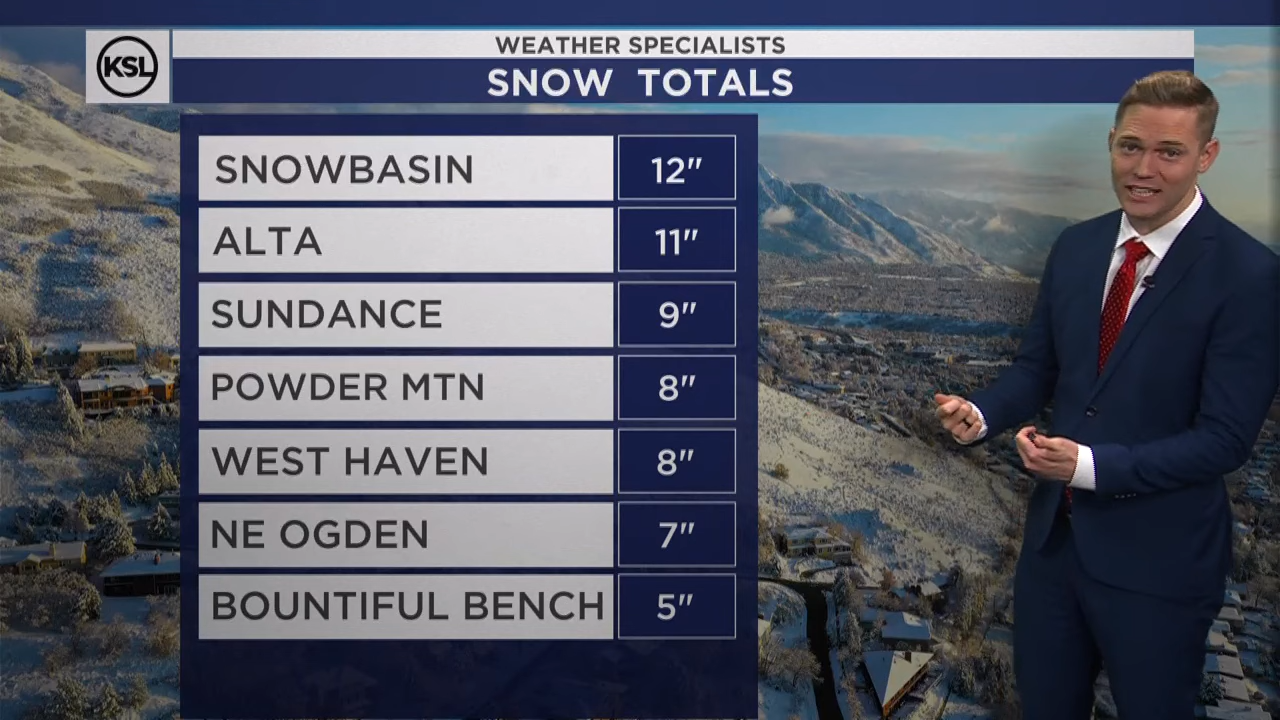 KSL
WEATHER SPECIALISTS
SNOW TOTALS
SNOWBASIN 12"
ALTA 11"
SUNDANCE 9"
POWDER MTN 8"
WEST HAVEN 8"
NE OGDEN 7"
BOUNTIFUL BENCH 5"